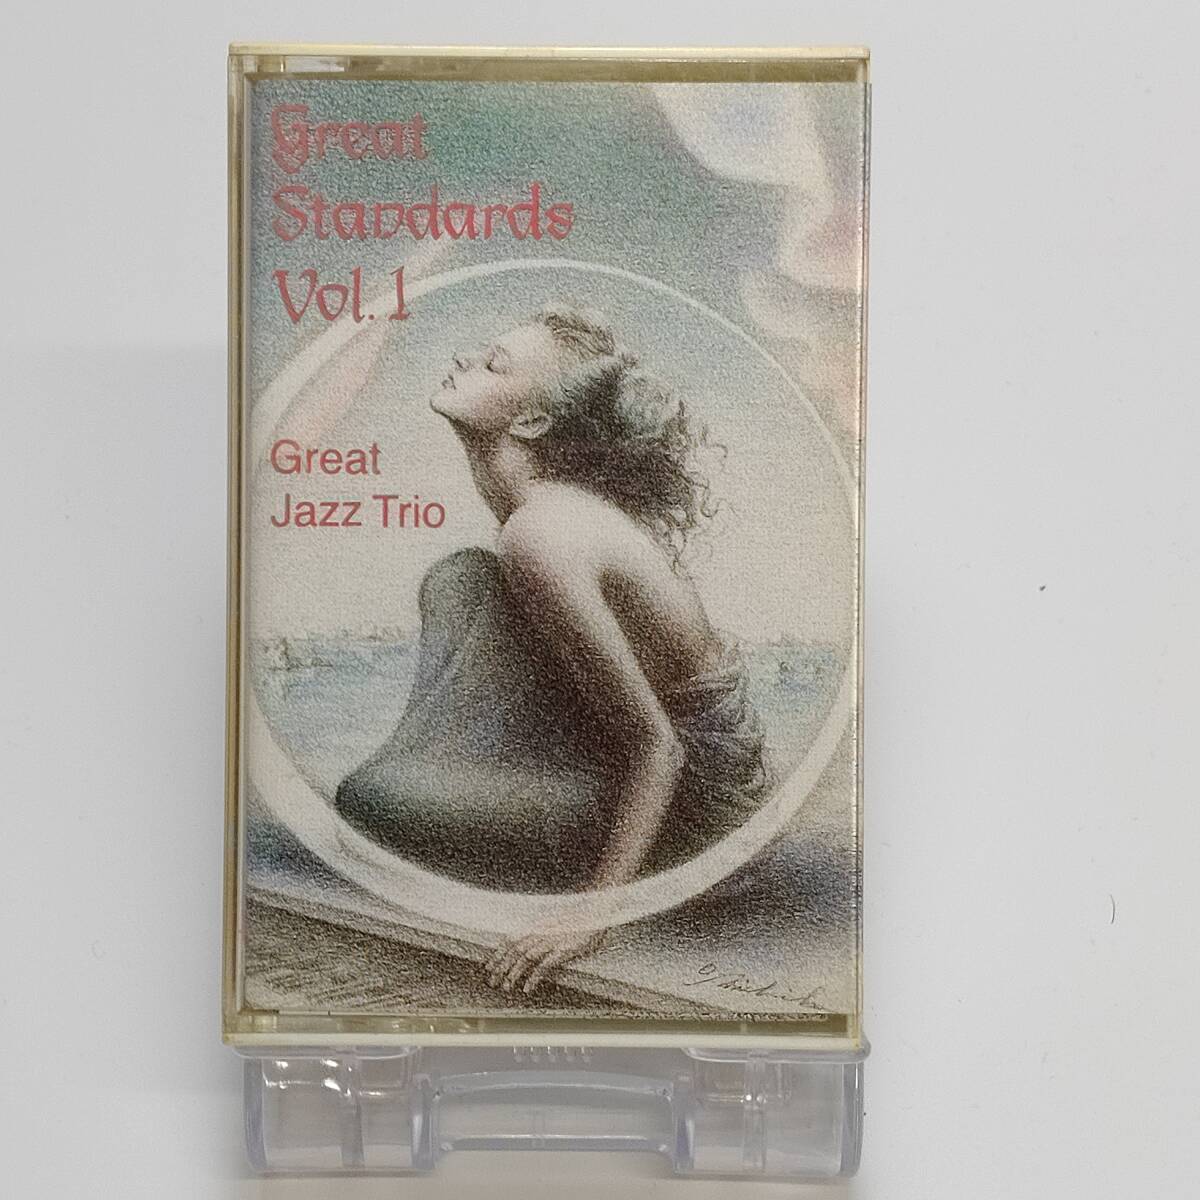 Great
Standards
Vol. 1
Great
Jazz Trio